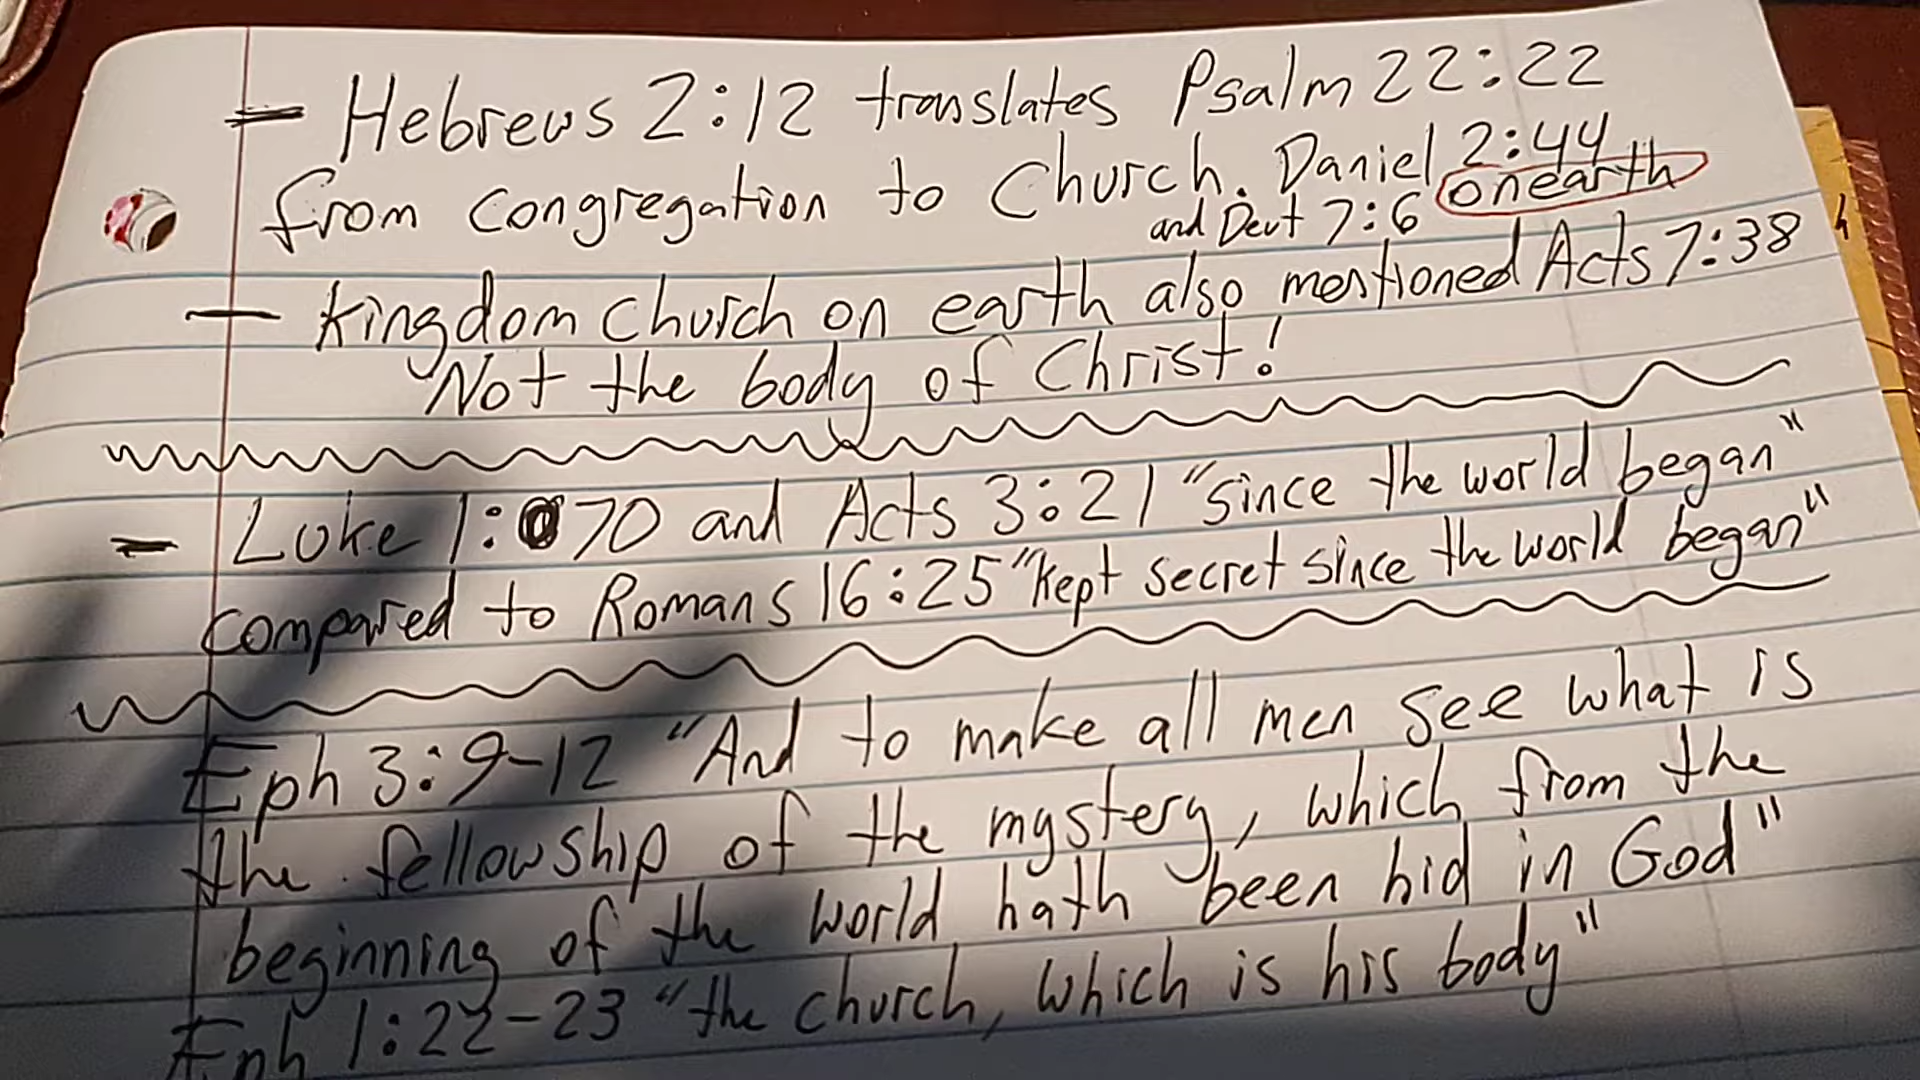 - Hebrews 2:12 translates Psalm 22:22
from congregation to Church. Daniel 2:44
and Deut 7:6 on earth
- Kingdom church on earth also mentioned Acts 7:38
Not the body of Christ!
- Luke 1:70 and Acts 3:21 "since the world began"
compared to Romans 16:25 "kept secret since the world began"
Eph 3:9-12 "And to make all men see what is
the fellowship of the mystery, which from the
beginning of the world hath been hid in God"
Eph 1:22-23 "the church, which is his body"